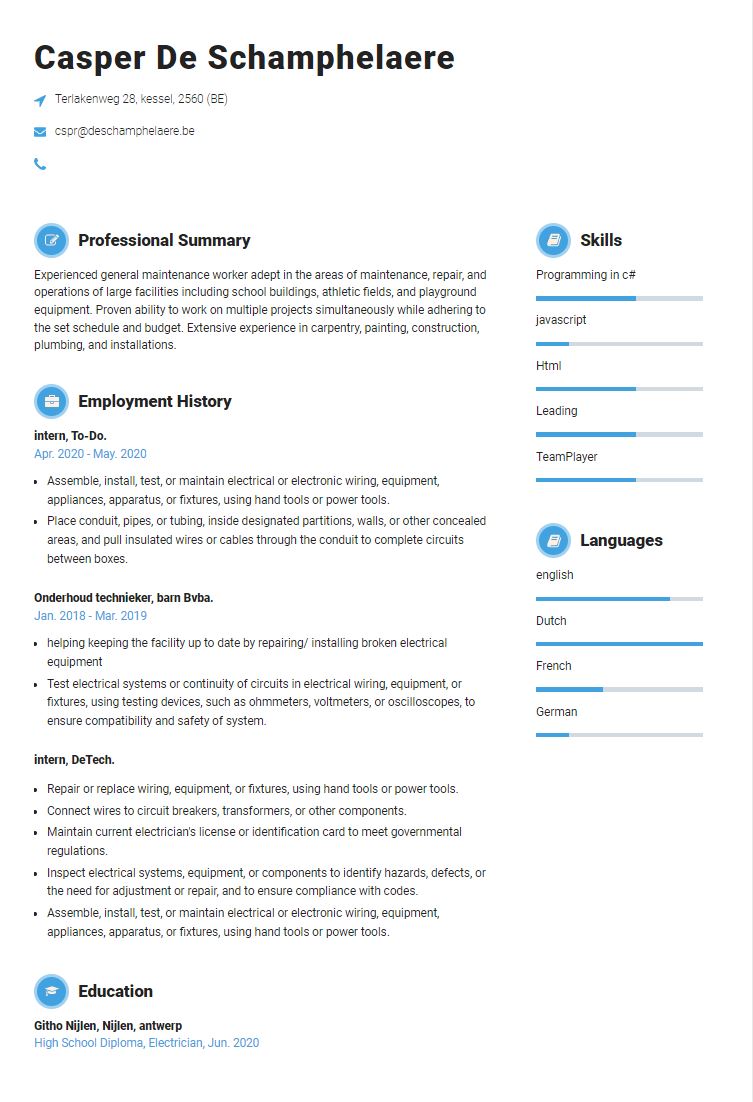 Casper De Schamphelaere
Terlakenweg 28, kessel, 2560 (BE)
cspr@deschamphelaere.be
Professional Summary
Experienced general maintenance worker adept in the areas of maintenance, repair, and
operations of large facilities including school buildings, athletic fields, and playground
equipment. Proven ability to work on multiple projects simultaneously while adhering to
the set schedule and budget. Extensive experience in carpentry, painting, construction,
plumbing, and installations.
Employment History
intern, To-Do.
Apr. 2020 - May. 2020
• Assemble, install, test, or maintain electrical or electronic wiring, equipment,
appliances, apparatus, or fixtures, using hand tools or power tools.
• Place conduit, pipes, or tubing, inside designated partitions, walls, or other concealed
areas, and pull insulated wires or cables through the conduit to complete circuits
between boxes.
Onderhoud technieker, barn Bvba.
Jan. 2018 - Mar. 2019
• helping keeping the facility up to date by repairing/ installing broken electrical
equipment
• Test electrical systems or continuity of circuits in electrical wiring, equipment, or
fixtures, using testing devices, such as ohmmeters, voltmeters, or oscilloscopes, to
ensure compatibility and safety of system.
intern, DeTech.
• Repair or replace wiring, equipment, or fixtures, using hand tools or power tools.
• Connect wires to circuit breakers, transformers, or other components.
• Maintain current electrician's license or identification card to meet governmental
regulations.
• Inspect electrical systems, equipment, or components to identify hazards, defects, or
the need for adjustment or repair, and to ensure compliance with codes.
• Assemble, install, test, or maintain electrical or electronic wiring, equipment,
appliances, apparatus, or fixtures, using hand tools or power tools.
Education
Githo Nijlen, Nijlen, antwerp
High School Diploma, Electrician, Jun. 2020
Skills
Programming in c#
javascript
Html
Leading
TeamPlayer
Languages
english
Dutch
French
German